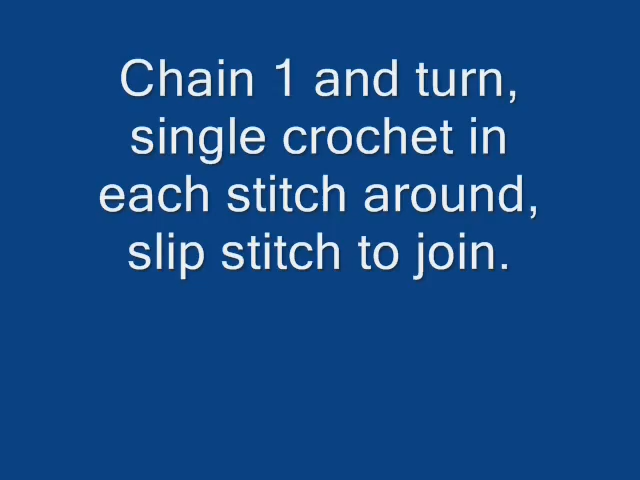 Chain 1 and turn,
single crochet in
each stitch around,
slip stitch to join.